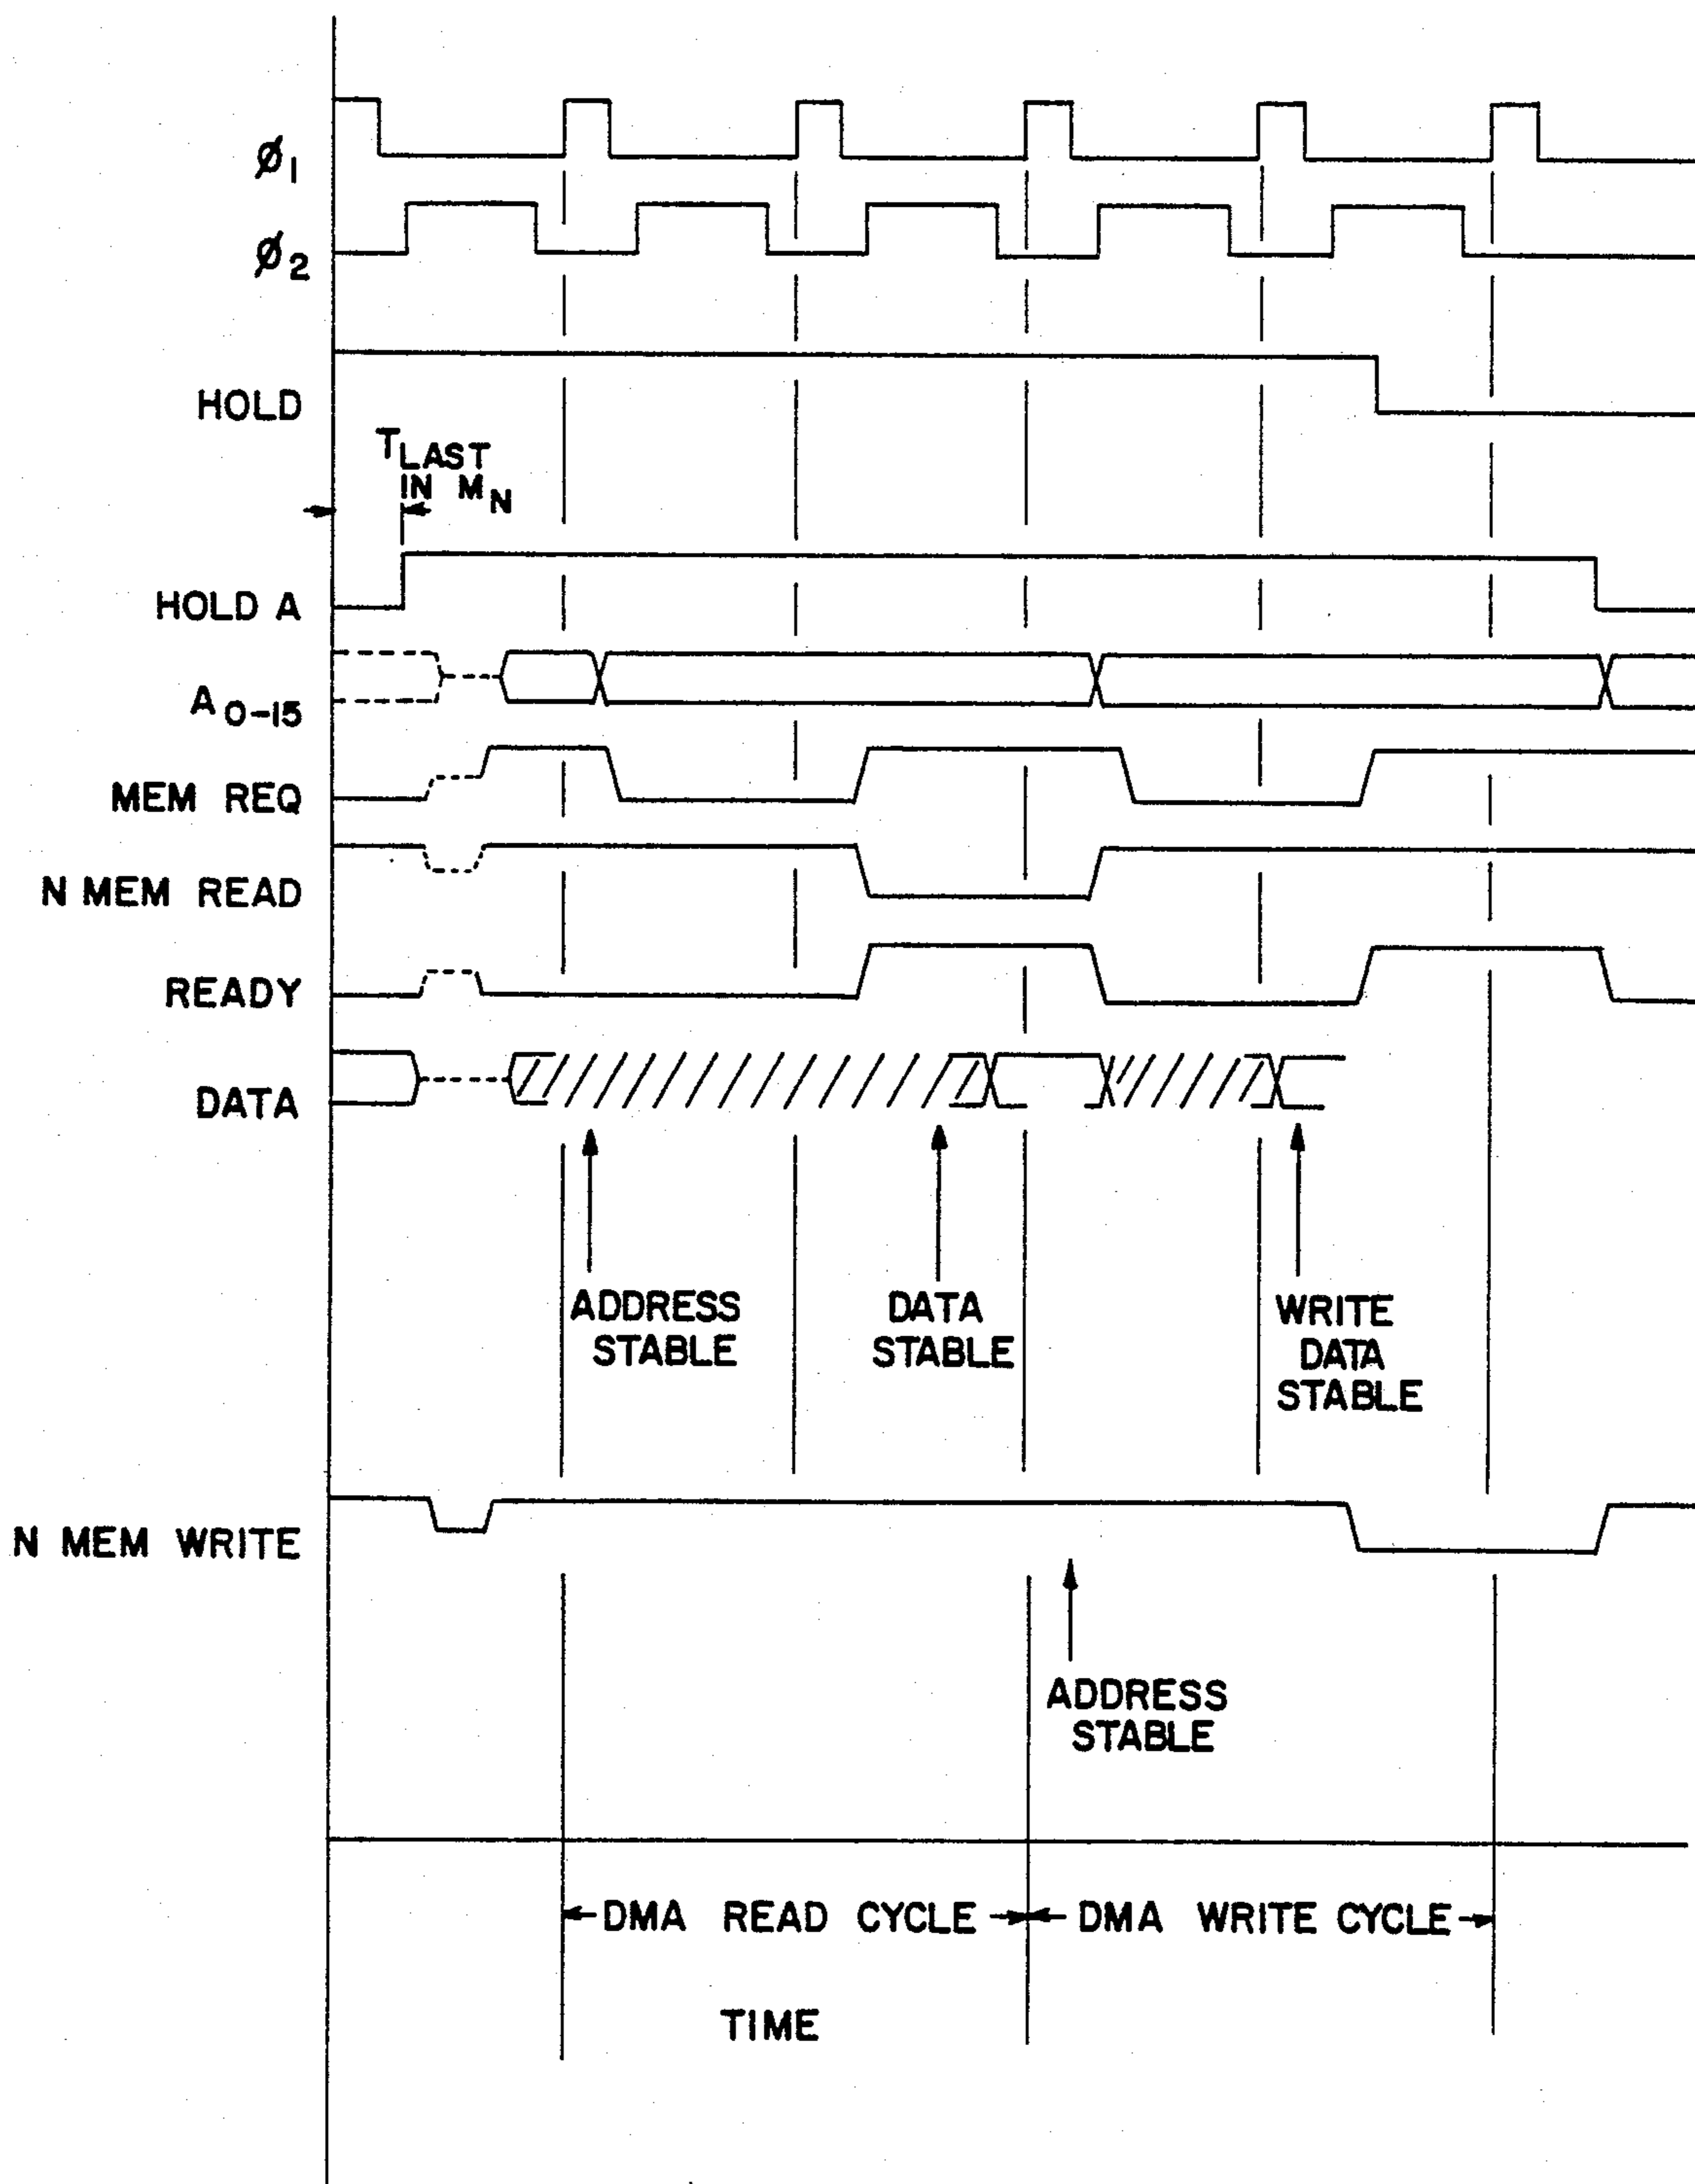 ø1
ø2
HOLD
TLAST
IN MN
HOLD A
A0-15
MEM REQ
N MEM READ
READY
DATA
ADDRESS
STABLE
DATA
STABLE
WRITE
DATA
STABLE
N MEM WRITE
ADDRESS
STABLE
DMA READ CYCLE
DMA WRITE CYCLE
TIME